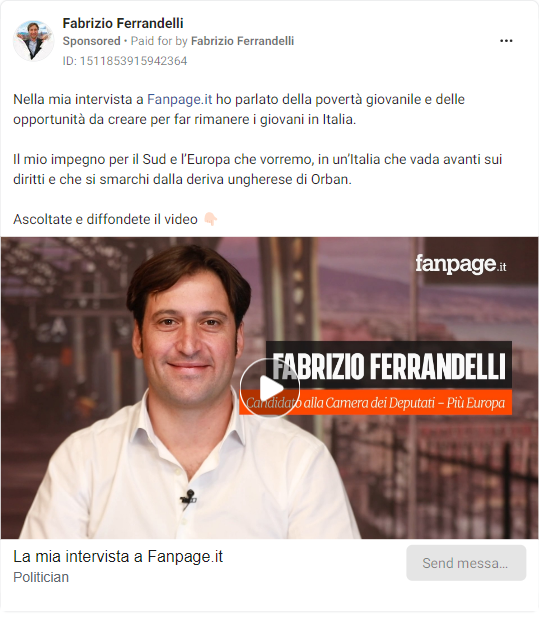 Fabrizio Ferrandelli
Sponsored • Paid for by Fabrizio Ferrandelli
ID: 1511853915942364
Nella mia intervista a Fanpage.it ho parlato della povertà giovanile e delle
opportunità da creare per far rimanere i giovani in Italia.
Il mio impegno per il Sud e l'Europa che vorremo, in un'Italia che vada avanti sui
diritti e che si smarchi dalla deriva ungherese di Orban.
Ascoltate e diffondete il video 👇🏻
fanpage.it
FABRIZIO FERRANDELLI
Candidato alla Camera dei Deputati – Più Europa
La mia intervista a Fanpage.it
Politician
Send messa...